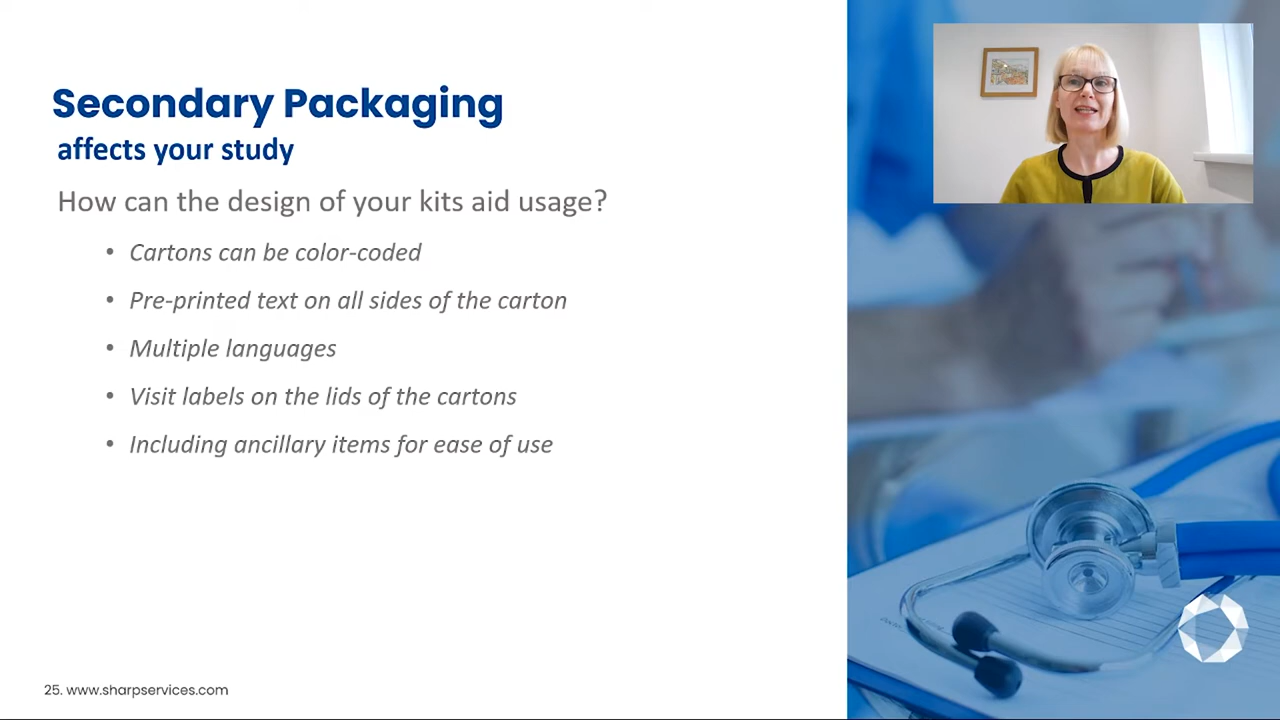 Secondary Packaging
affects your study
How can the design of your kits aid usage?
• Cartons can be color-coded
• Pre-printed text on all sides of the carton
• Multiple languages
• Visit labels on the lids of the cartons
• Including ancillary items for ease of use
25. www.sharpservices.com